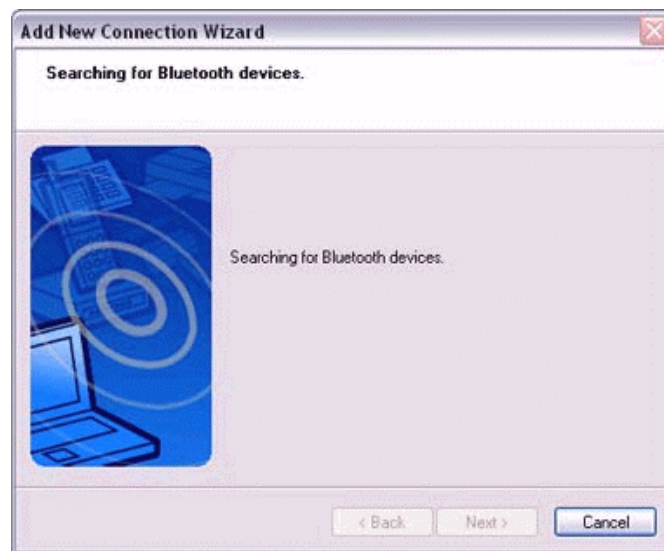 Add New Connection Wizard
Searching for Bluetooth devices.
Searching for Bluetooth devices.
< Back
Next >
Cancel